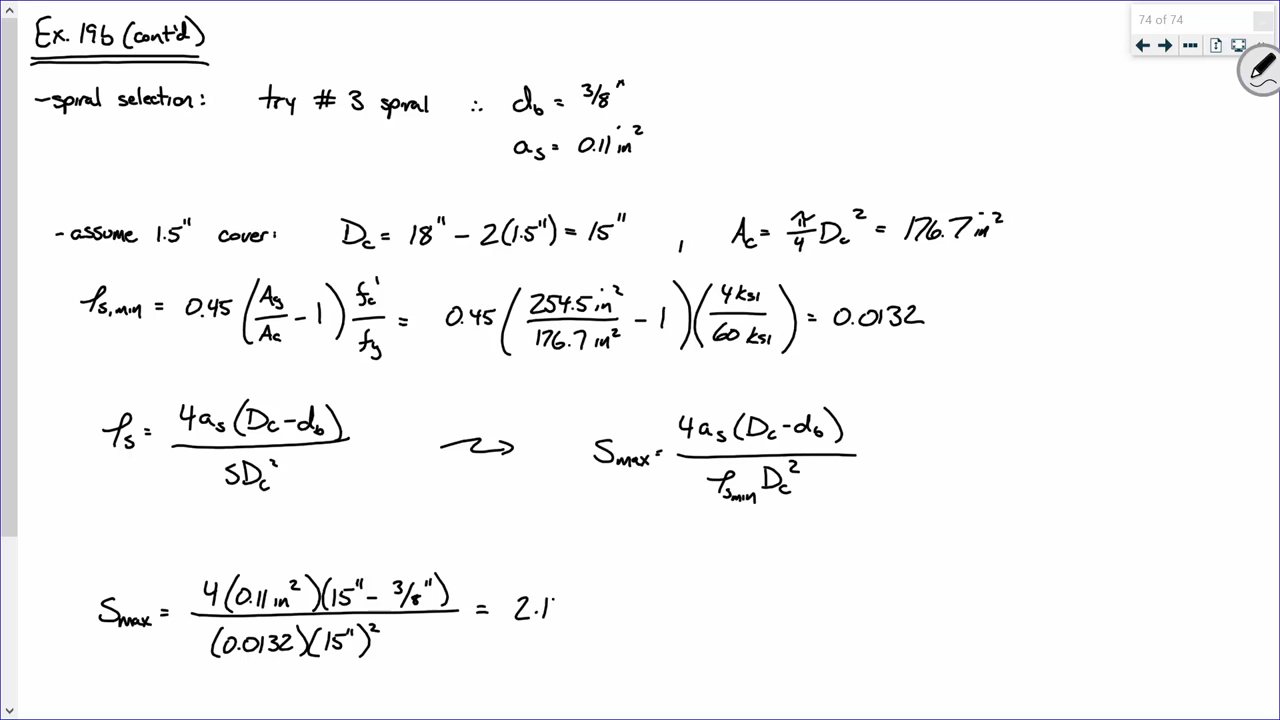 74 of 74
Ex. 19b (cont'd)
-spiral selection: try # 3 spiral ∴ d_b = 3/8"
a_s = 0.11 in²
-assume 1.5" cover: D_c = 18" - 2(1.5") = 15" , A_c = π/4 D_c² = 176.7 in²
ρ_s,min = 0.45 (A_g/A_c - 1) f_c'/f_y = 0.45 (254.5 in²/176.7 in² - 1)(4 ksi/60 ksi) = 0.0132
ρ_s = 4a_s(D_c-d_b)/SD_c² → S_max = 4a_s(D_c-d_b)/ρ_smin D_c²
S_max = 4(0.11 in²)(15" - 3/8")/(0.0132)(15")² = 2.1